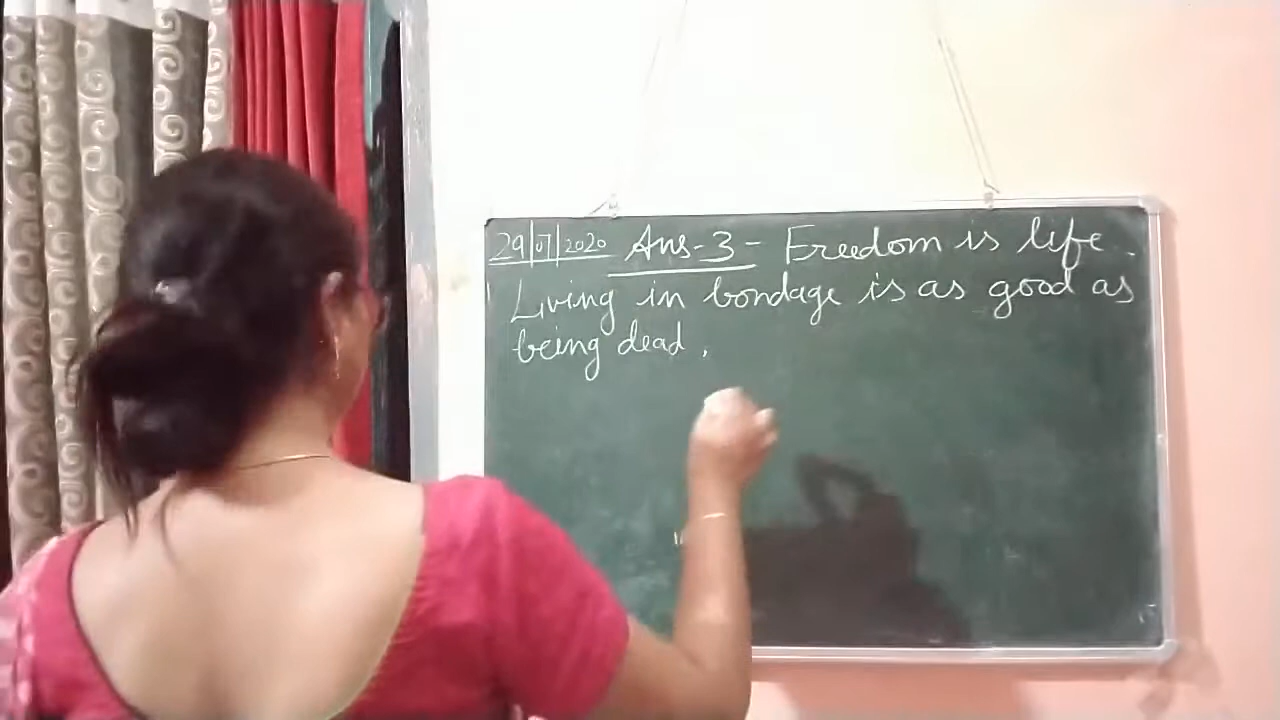 29/07/2020 Ans-3- Freedom is life.
Living in bondage is as good as
being dead.